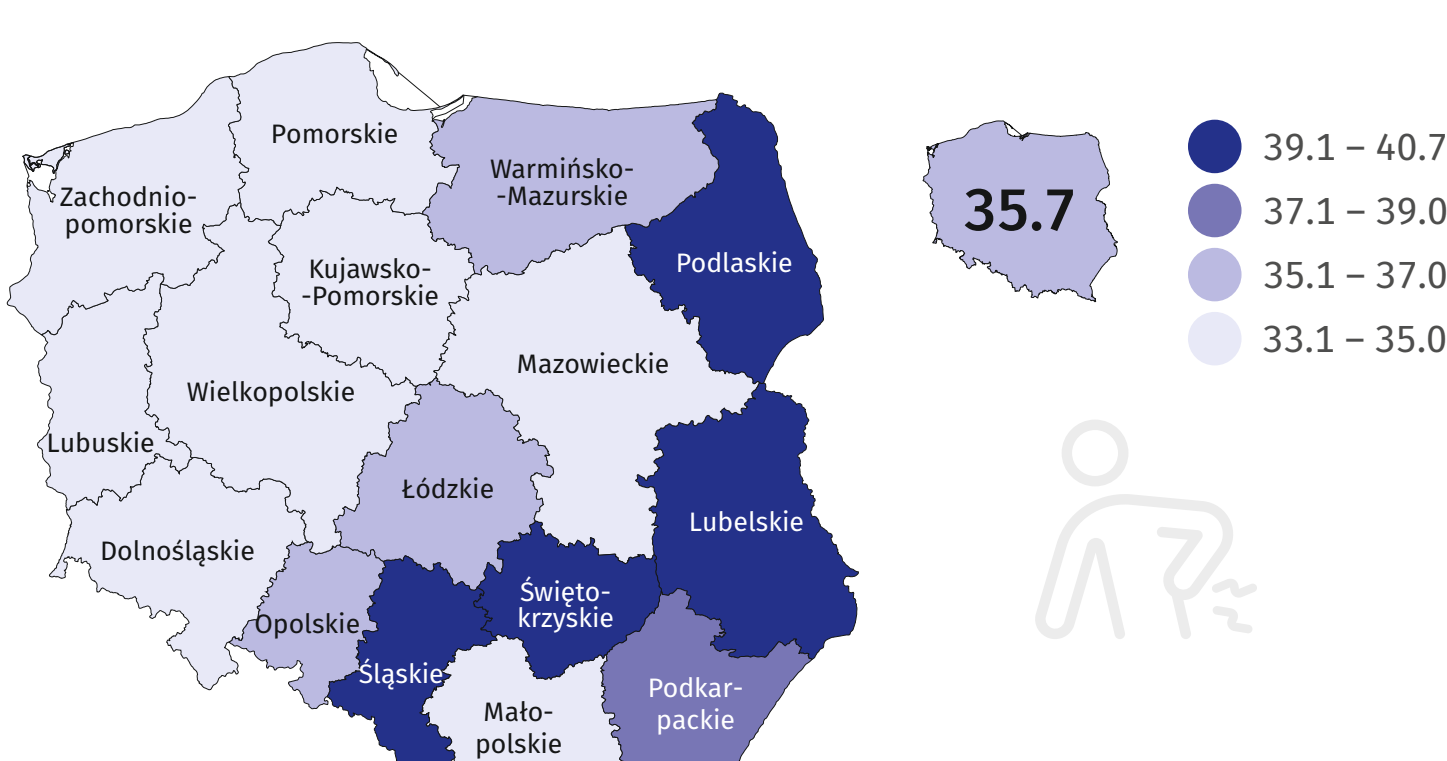 Pomorskie
Warmińsko-
-Mazurskie
Zachodnio-
pomorskie
Podlaskie
Kujawsko-
-Pomorskie
Mazowieckie
Wielkopolskie
Lubuskie
Łódzkie
Lubelskie
Dolnośląskie
Święto-
krzyskie
Opolskie
Śląskie
Podkar-
packie
Mało-
polskie
35.7
39.1 – 40.7
37.1 – 39.0
35.1 – 37.0
33.1 – 35.0